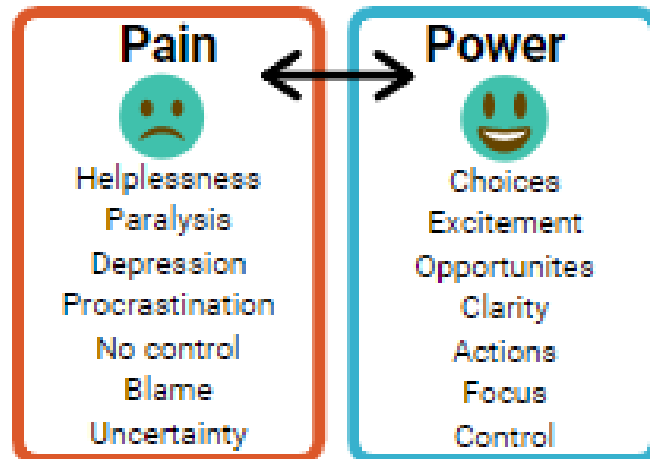 Pain
Helplessness
Paralysis
Depression
Procrastination
No control
Blame
Uncertainty
Power
Choices
Excitement
Opportunites
Clarity
Actions
Focus
Control